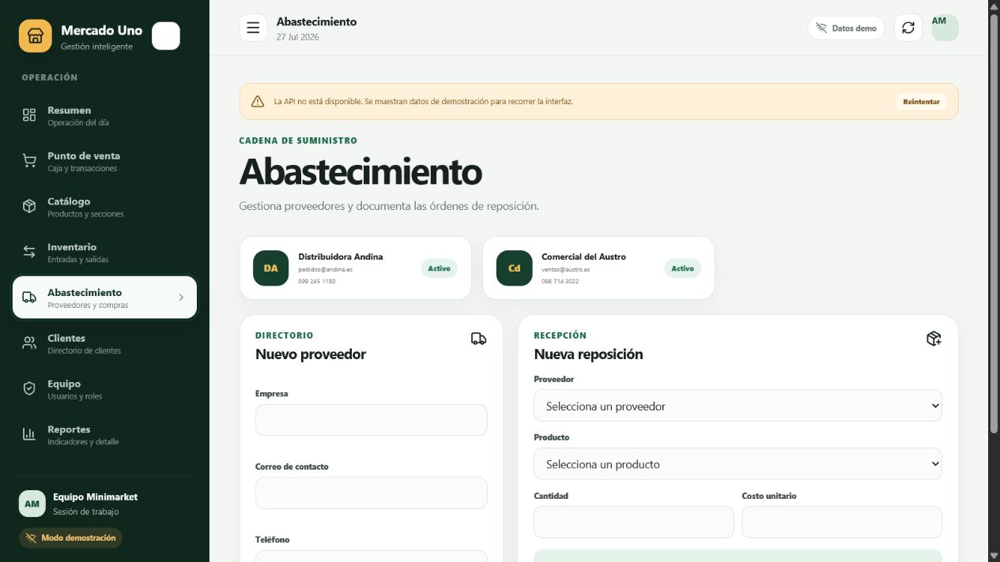 Mercado Uno
Gestión inteligente
OPERACIÓN
Resumen
Operación del día
Punto de venta
Caja y transacciones
Catálogo
Productos y secciones
Inventario
Entradas y salidas
Abastecimiento
Proveedores y compras
Clientes
Directorio de clientes
Equipo
Usuarios y roles
Reportes
Indicadores y detalle
AM
Equipo Minimarket
Sesión de trabajo
Modo demostración
Abastecimiento
27 Jul 2026
Datos demo
AM
La API no está disponible. Se muestran datos de demostración para recorrer la interfaz.
Reintentar
CADENA DE SUMINISTRO
Abastecimiento
Gestiona proveedores y documenta las órdenes de reposición.
DA
Distribuidora Andina
pedidos@andina.ec
099 245 1180
Activo
Cd
Comercial del Austro
ventas@austro.ec
098 714 3022
Activo
DIRECTORIO
Nuevo proveedor
Empresa
Correo de contacto
Teléfono
RECEPCIÓN
Nueva reposición
Proveedor
Selecciona un proveedor
Producto
Selecciona un producto
Cantidad
Costo unitario